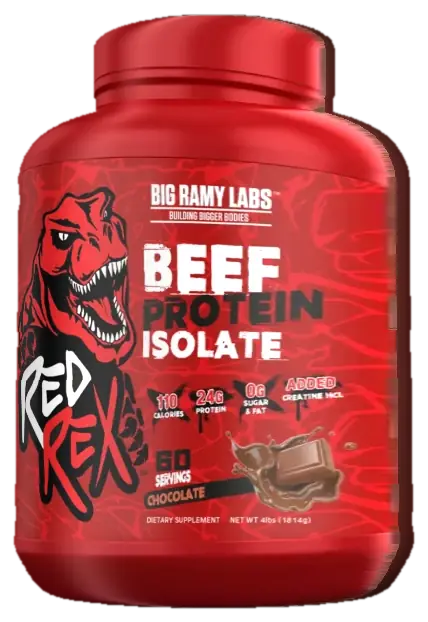 BIG RAMY LABS™
BUILDING BIGGER BODIES
BEEF
PROTEIN
ISOLATE
RED
REX
110
CALORIES
24G
PROTEIN
0G
SUGAR
& FAT
ADDED
CREATINE HCL
60
SERVINGS
CHOCOLATE
DIETARY SUPPLEMENT NET WT 4lbs (1814g)